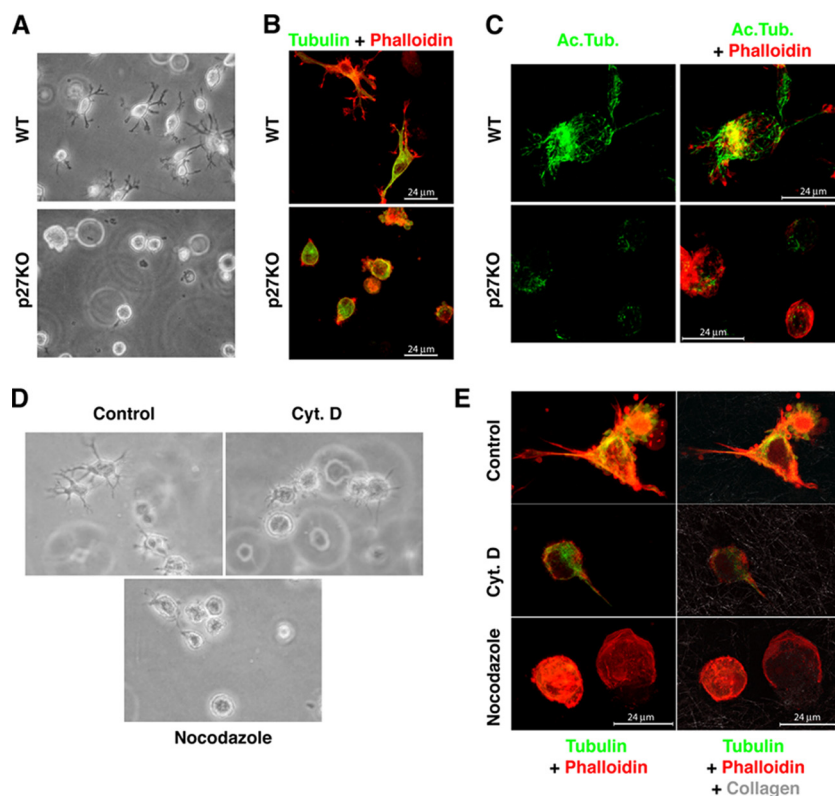 A
WT
p27KO
B
Tubulin + Phalloidin
WT
24 µm
p27KO
24 µm
C
Ac.Tub.
Ac.Tub.
+ Phalloidin
WT
24 µm
p27KO
24 µm
D
Control
Cyt. D
Nocodazole
E
Control
Cyt. D
Nocodazole
24 µm
24 µm
Tubulin
+ Phalloidin
Tubulin
+ Phalloidin
+ Collagen